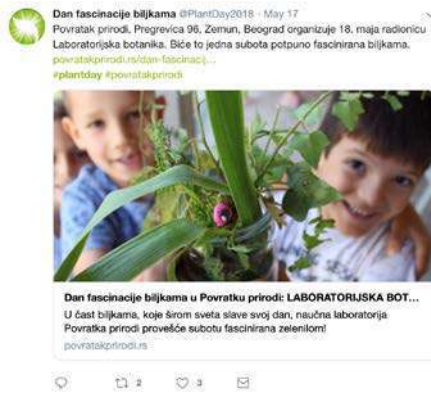 Dan fascinacije biljkama @PlantDay2018 · May 17
Povratak prirodi, Pregrevica 96, Zemun, Beograd organizuje 18. maja radionicu
Laboratorijska botanika. Biće to jedna subota potpuno fascinirana biljkama.
povratakprirodi.rs/dan-fascinacij...
#plantday #povratakprirodi
Dan fascinacije biljkama u Povratku prirodi: LABORATORIJSKA BOT...
U čast biljkama, koje širom sveta slave svoj dan, naučna laboratorija
Povratka prirodi provešće subotu fascinirana zelenilom!
povratakprirodi.rs
2 3